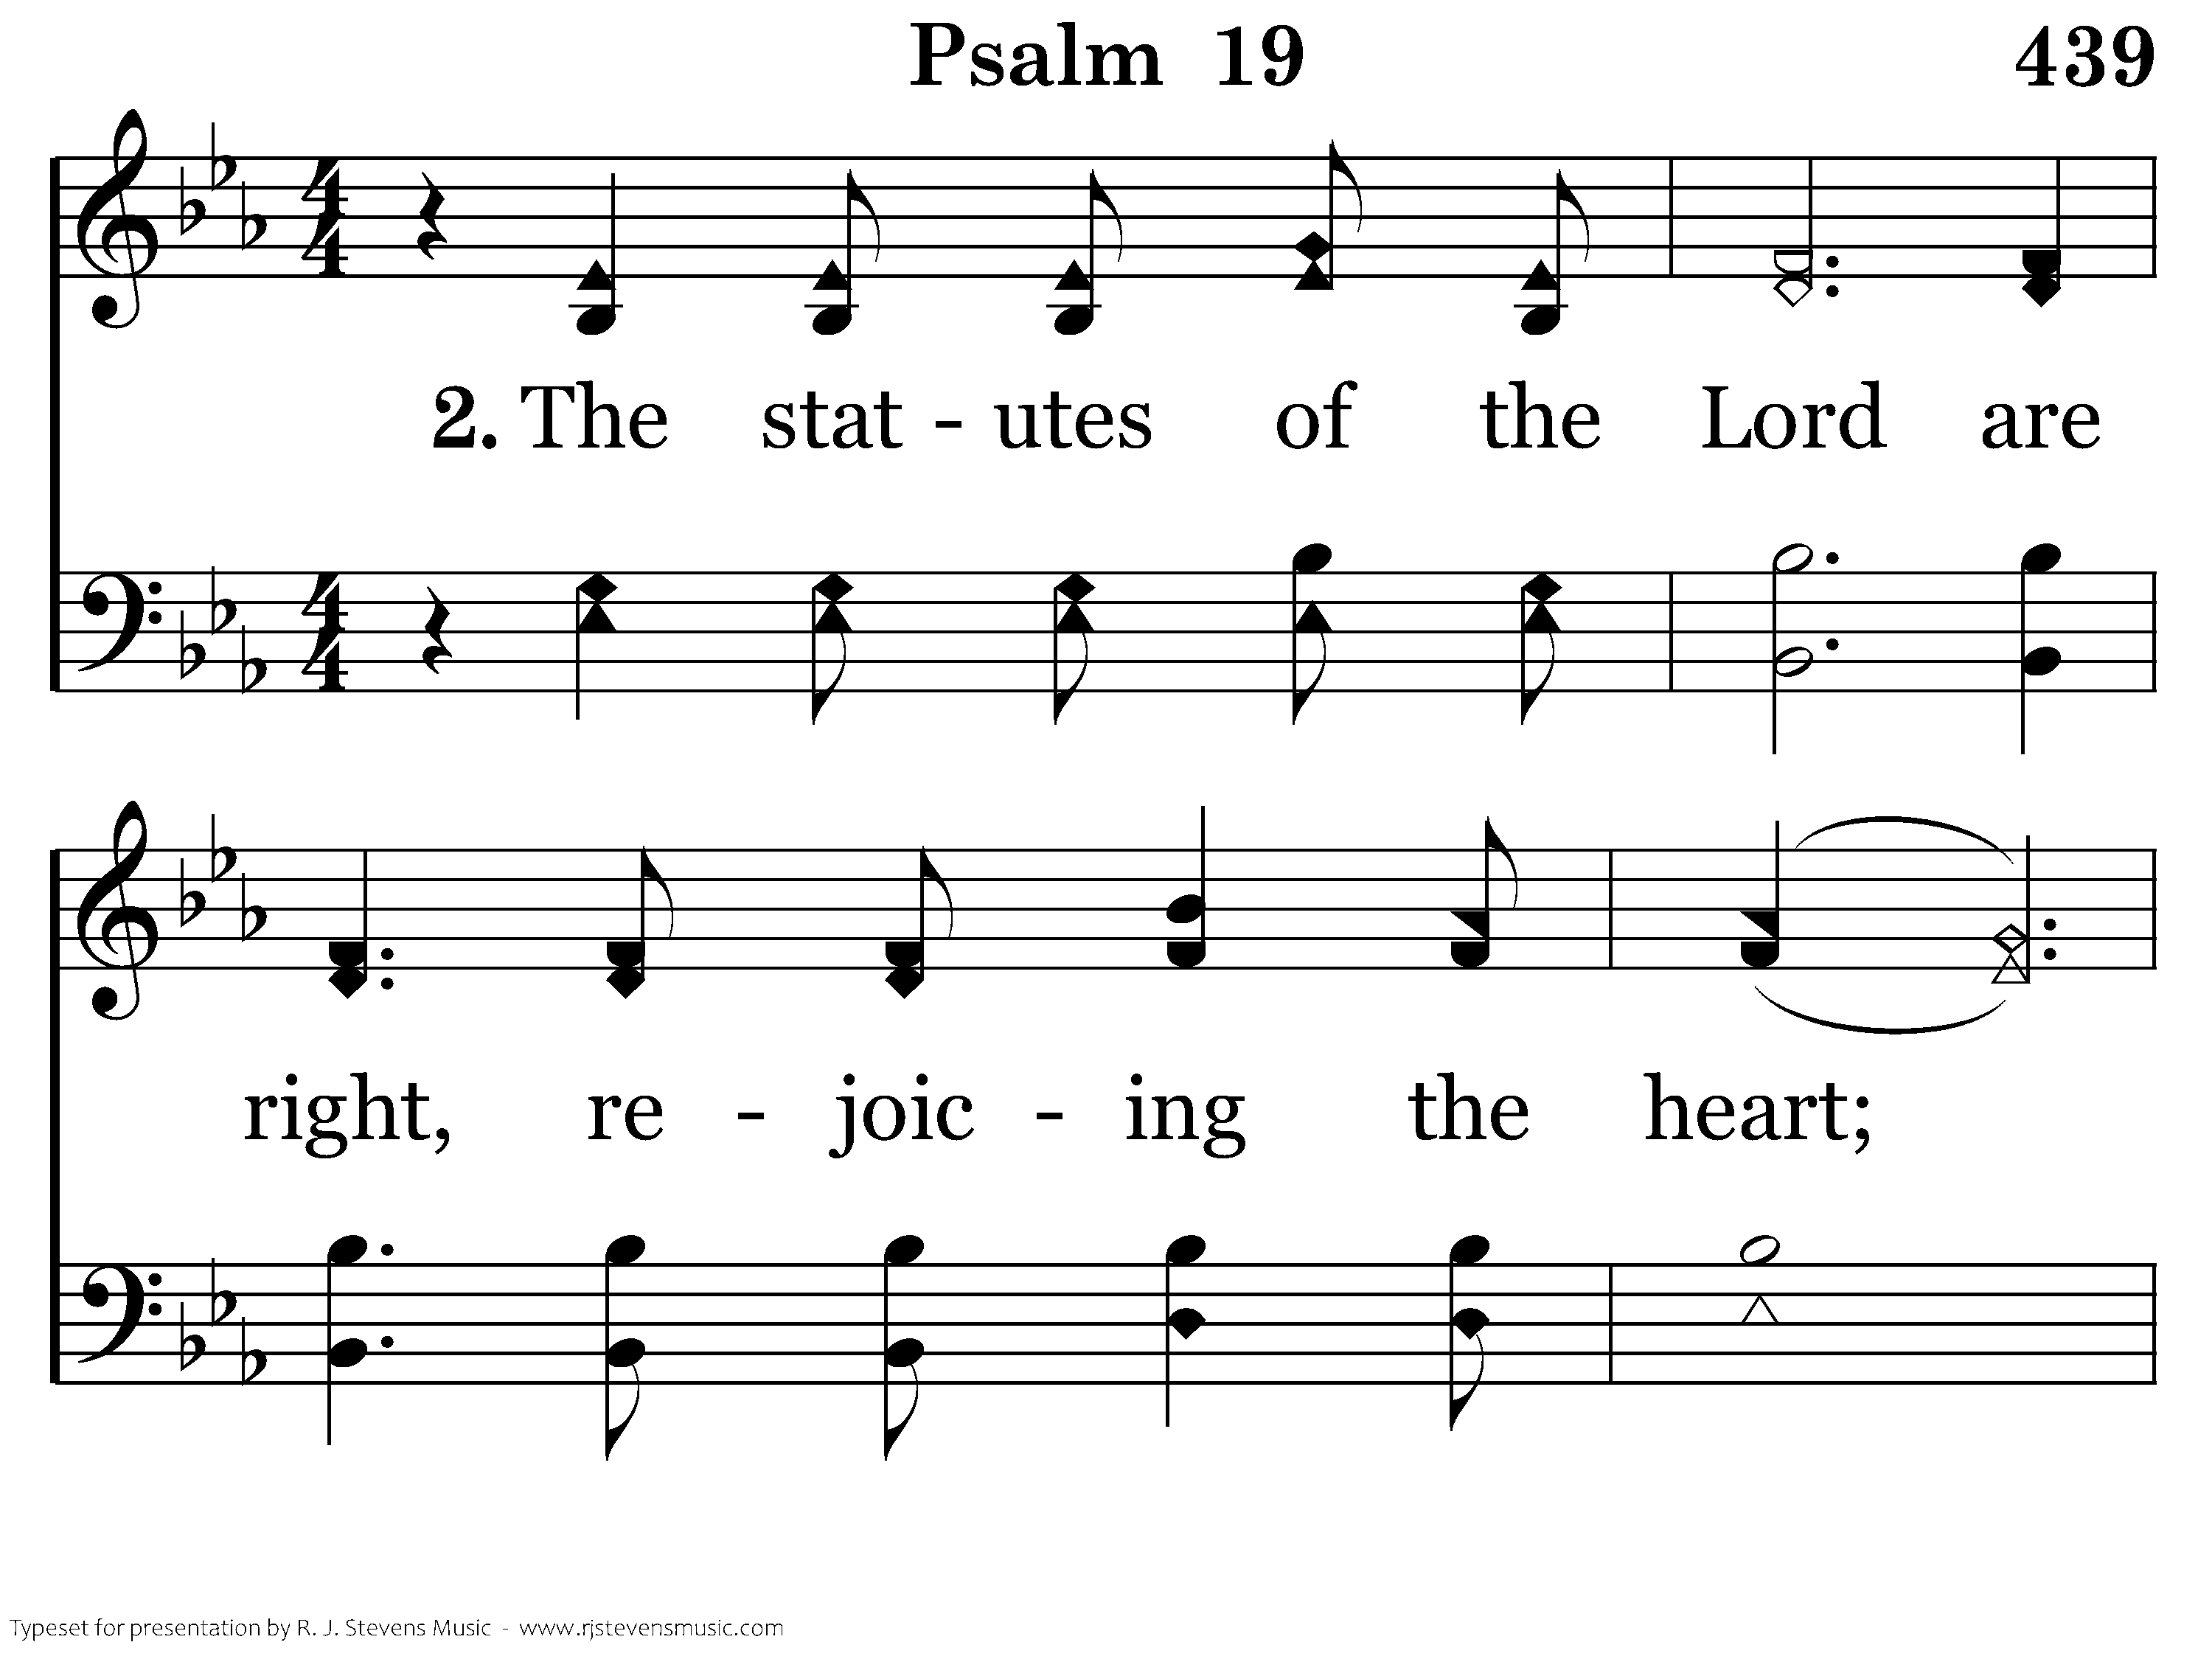 Psalm 19 439
2. The stat - utes of the Lord are
right, re - joic - ing the heart;
Typeset for presentation by R. J. Stevens Music - www.rjstevensmusic.com